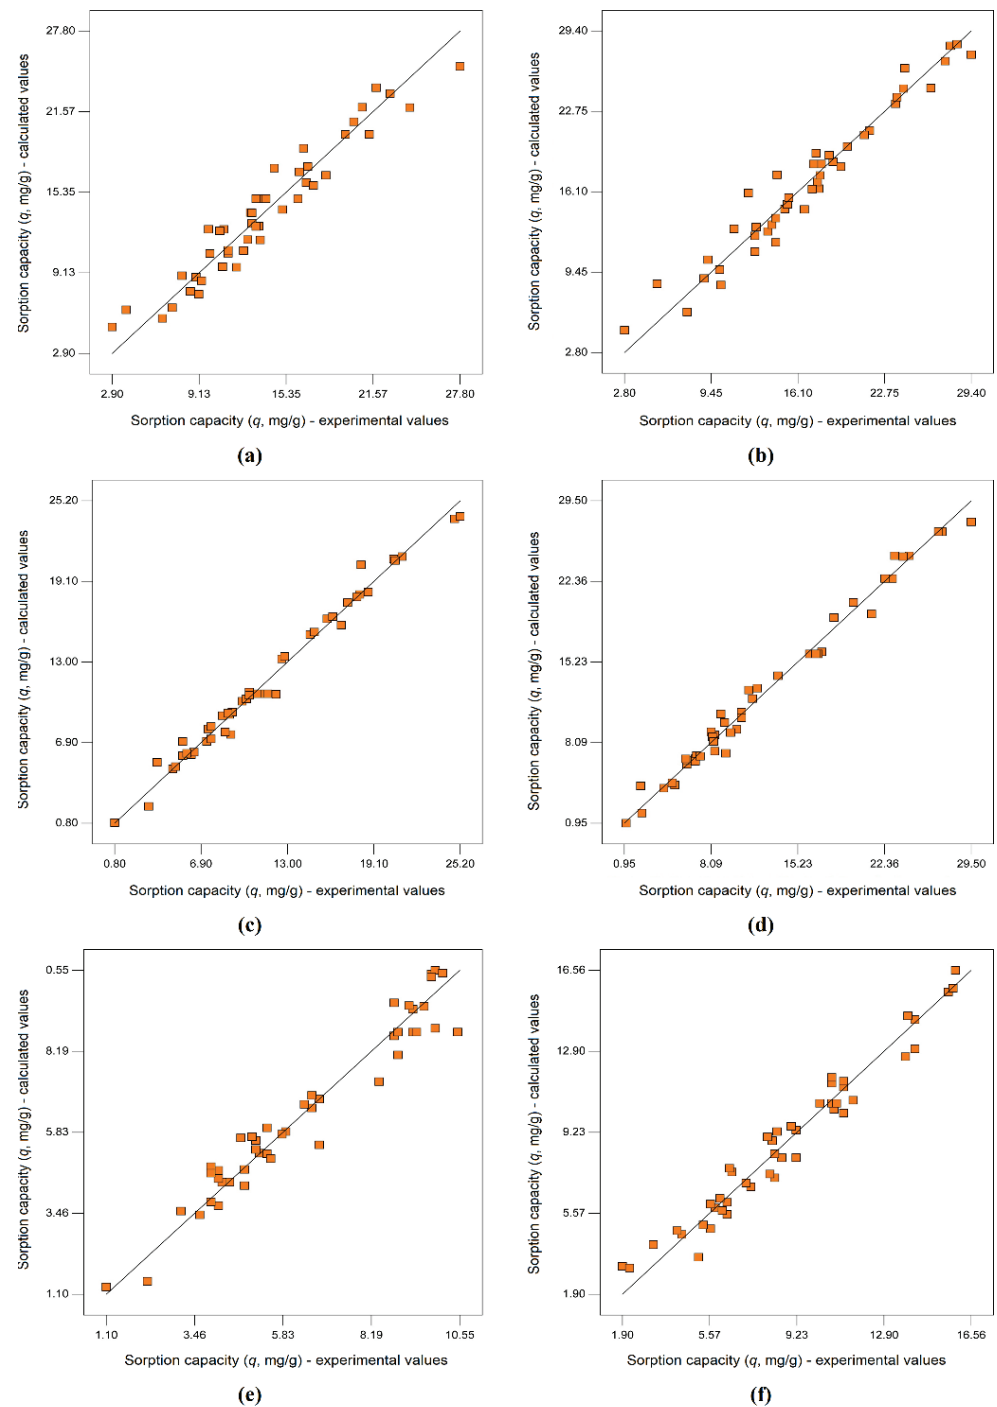 27.80
21.57
15.35
9.13
2.90
Sorption capacity (q, mg/g) - calculated values
2.90 9.13 15.35 21.57 27.80
Sorption capacity (q, mg/g) - experimental values
(a)
29.40
22.75
16.10
9.45
2.80
Sorption capacity (q, mg/g) - calculated values
2.80 9.45 16.10 22.75 29.40
Sorption capacity (q, mg/g) - experimental values
(b)
25.20
19.10
13.00
6.90
0.80
Sorption capacity (q, mg/g) - calculated values
0.80 6.90 13.00 19.10 25.20
Sorption capacity (q, mg/g) - experimental values
(c)
29.50
22.36
15.23
8.09
0.95
Sorption capacity (q, mg/g) - calculated values
0.95 8.09 15.23 22.36 29.50
Sorption capacity (q, mg/g) - experimental values
(d)
0.55
8.19
5.83
3.46
1.10
Sorption capacity (q, mg/g) - calculated values
1.10 3.46 5.83 8.19 10.55
Sorption capacity (q, mg/g) - experimental values
(e)
16.56
12.90
9.23
5.57
1.90
Sorption capacity (q, mg/g) - calculated values
1.90 5.57 9.23 12.90 16.56
Sorption capacity (q, mg/g) - experimental values
(f)